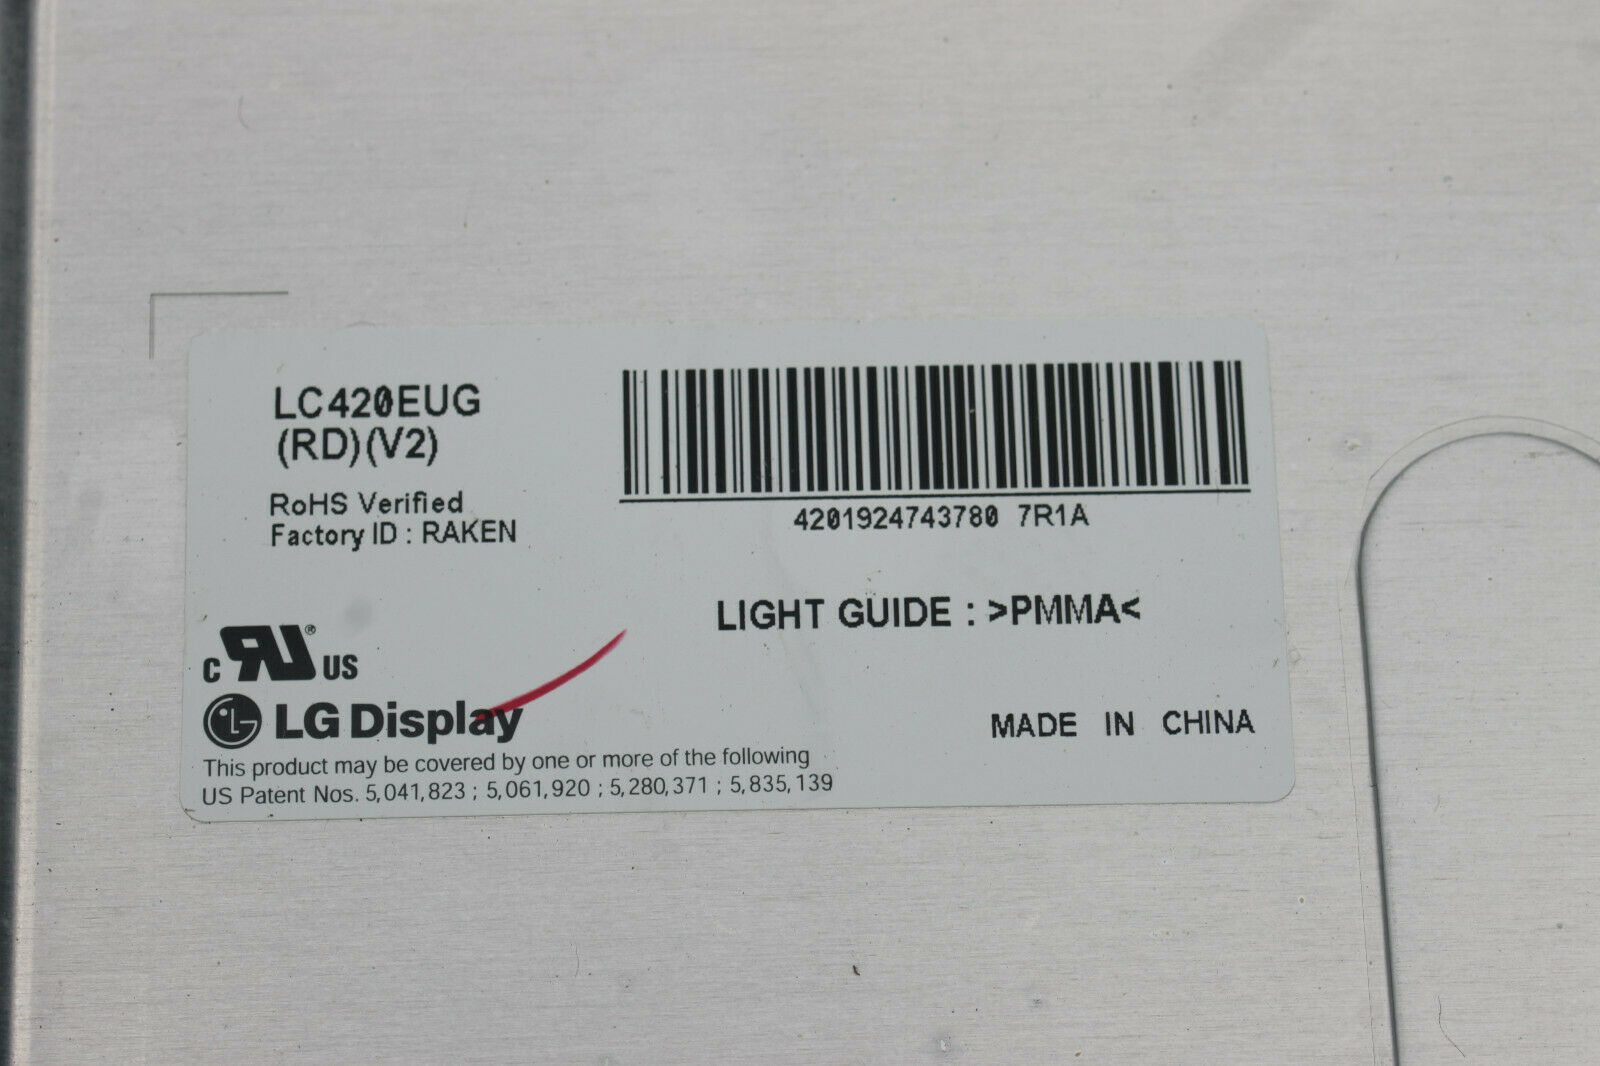 LC420EUG
(RD)(V2)
RoHS Verified
Factory ID : RAKEN
4201924743780 7R1A
LIGHT GUIDE : >PMMA<
c RU ® US
LG Display
MADE IN CHINA
This product may be covered by one or more of the following
US Patent Nos. 5,041,823 ; 5,061,920 ; 5,280,371 ; 5,835,139